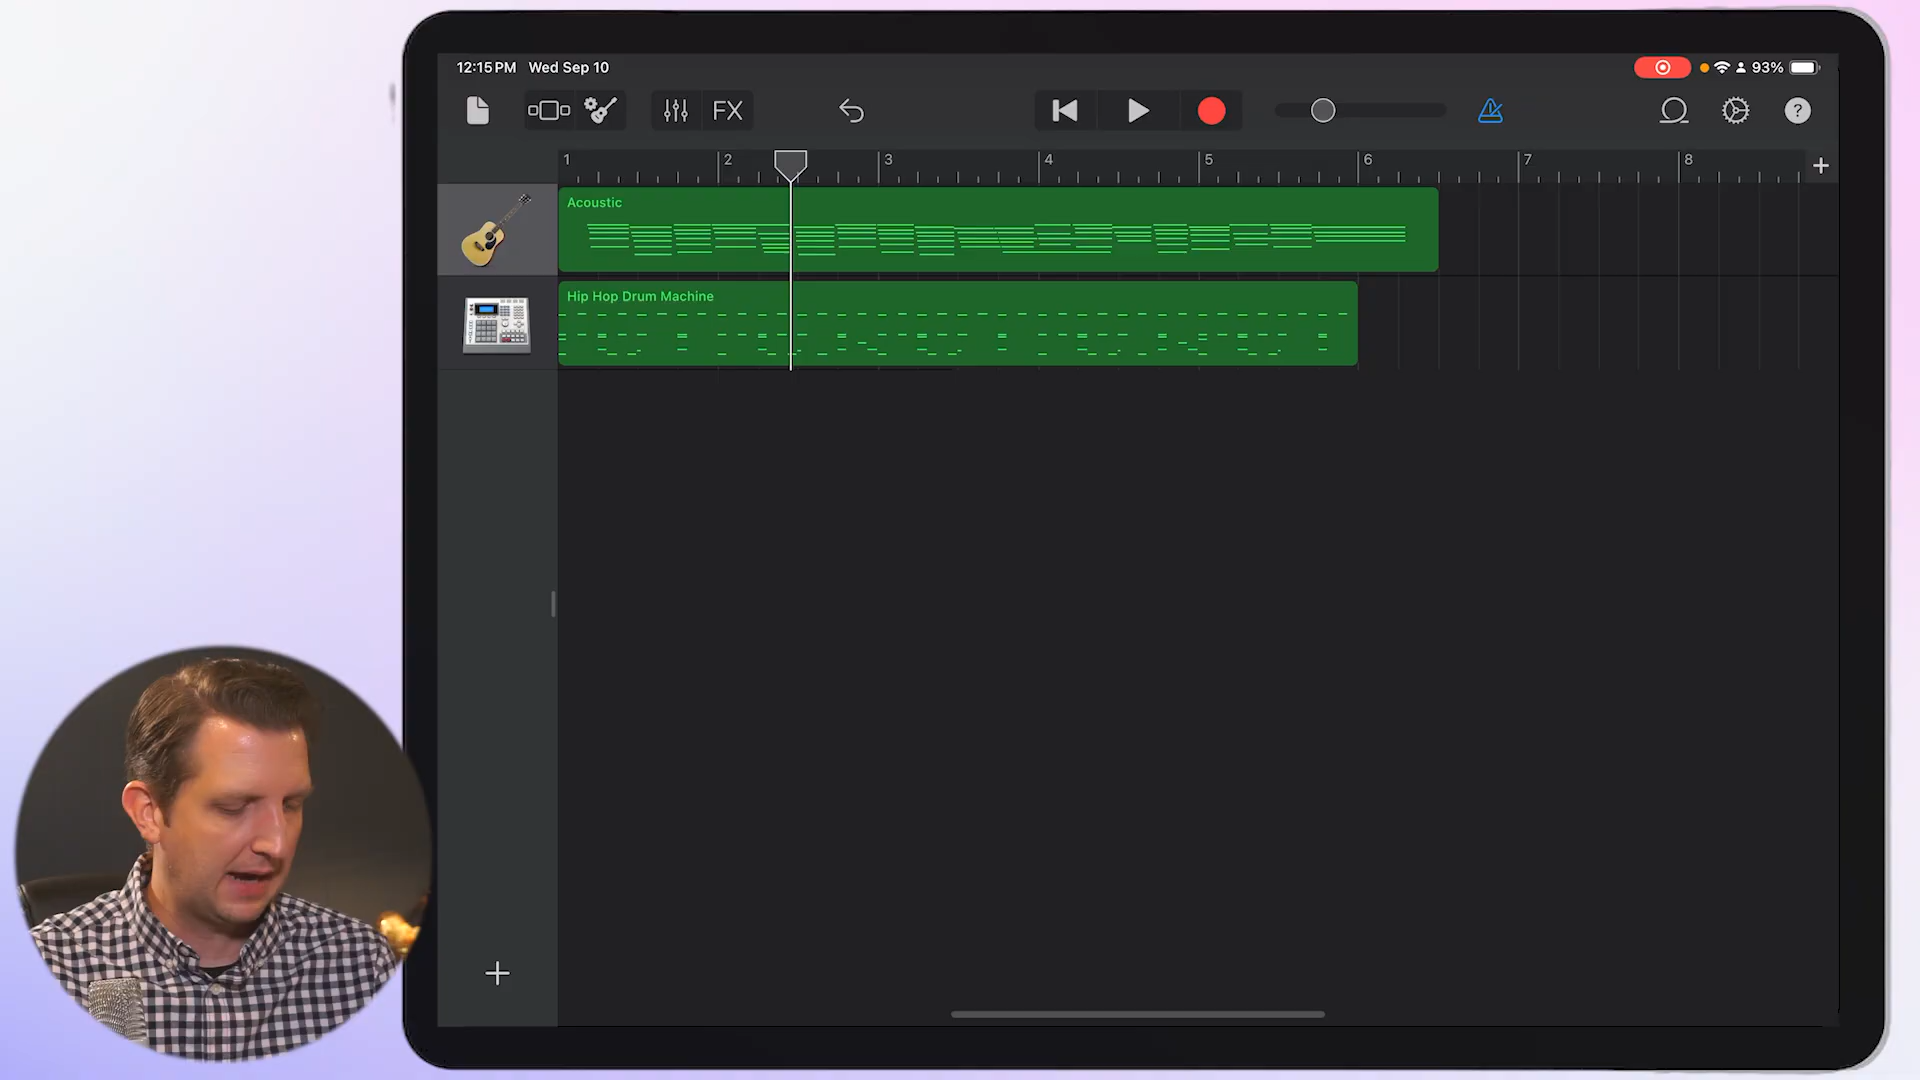 12:15 PM Wed Sep 10
93%
FX
?
1 2 3 4 5 6 7 8
Acoustic
Hip Hop Drum Machine